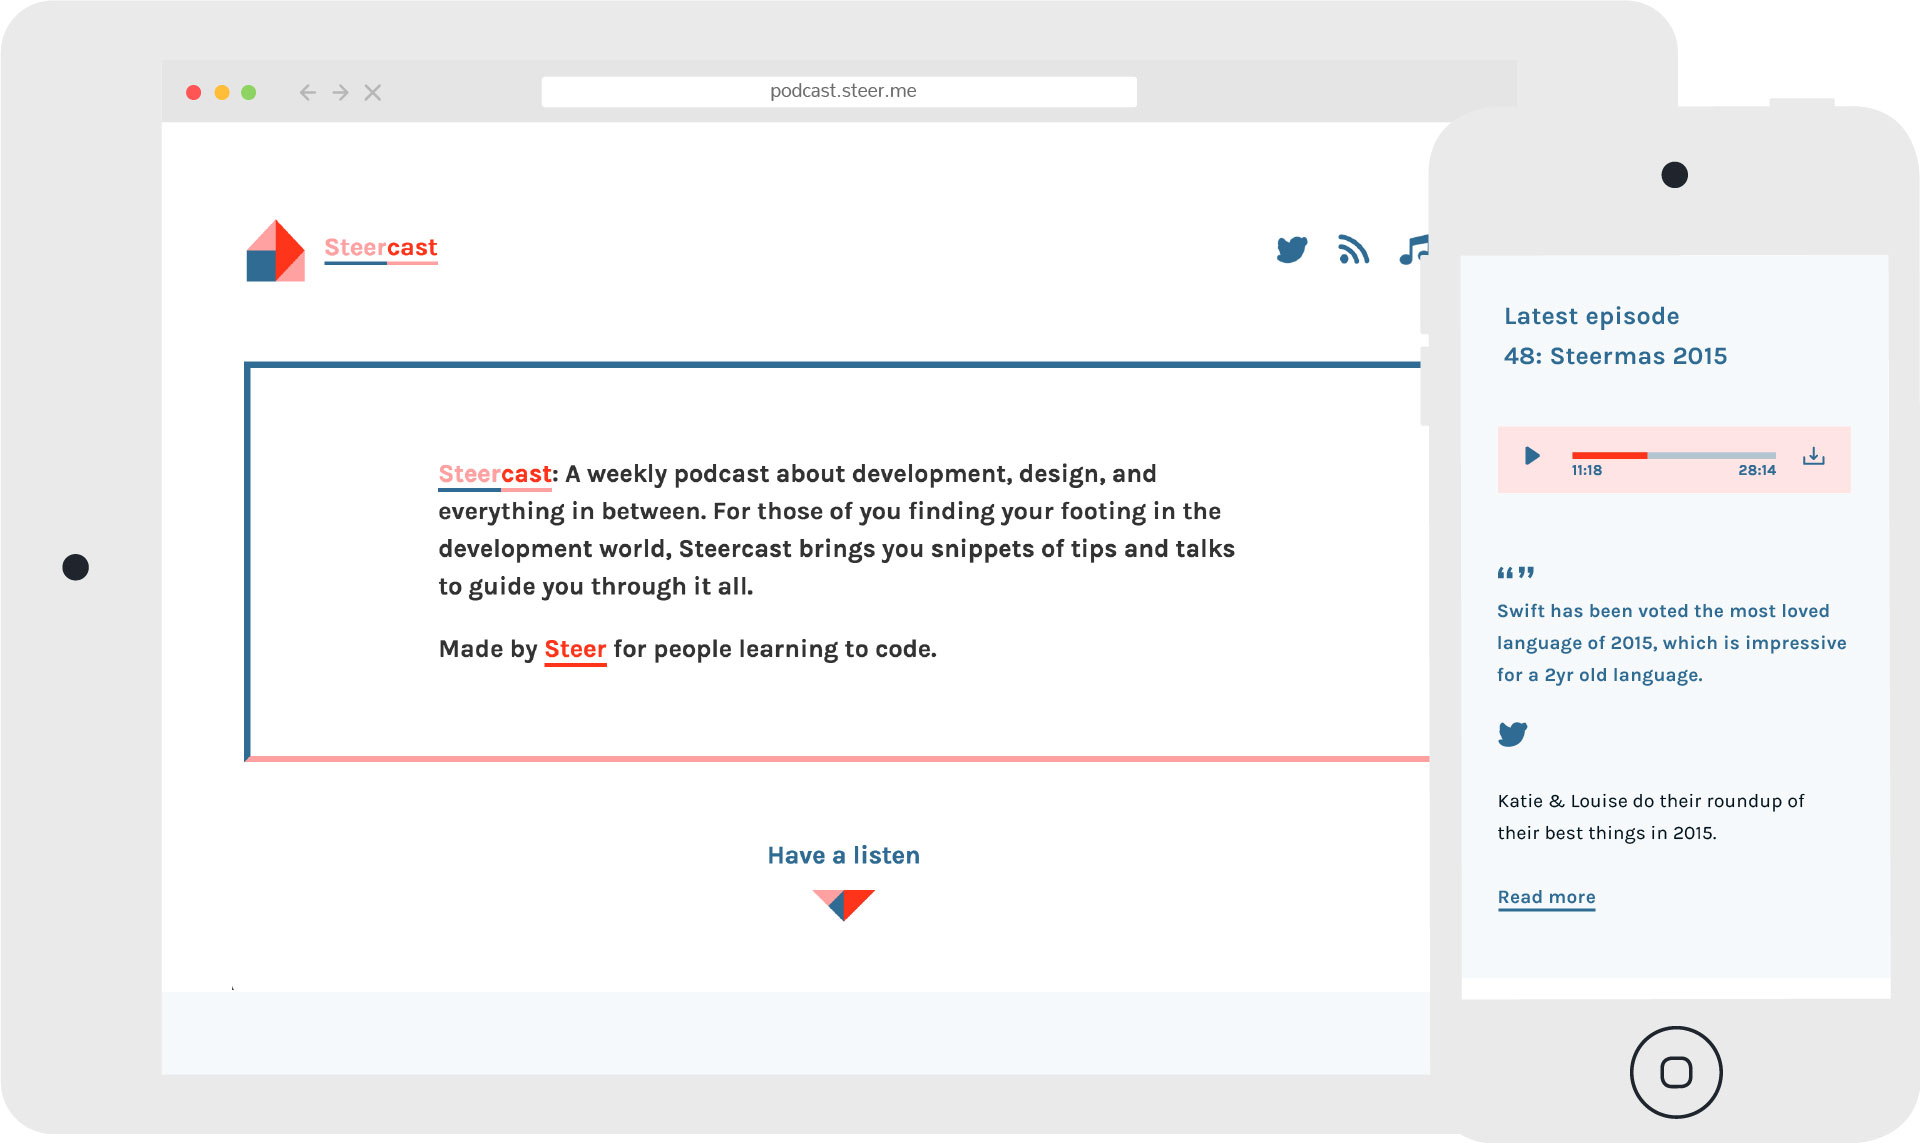 podcast.steer.me
Steercast
Steercast: A weekly podcast about development, design, and
everything in between. For those of you finding your footing in the
development world, Steercast brings you snippets of tips and talks
to guide you through it all.
Made by Steer for people learning to code.
Have a listen
Latest episode
48: Steermas 2015
11:18 28:14
“ ”
Swift has been voted the most loved
language of 2015, which is impressive
for a 2yr old language.
Katie & Louise do their roundup of
their best things in 2015.
Read more